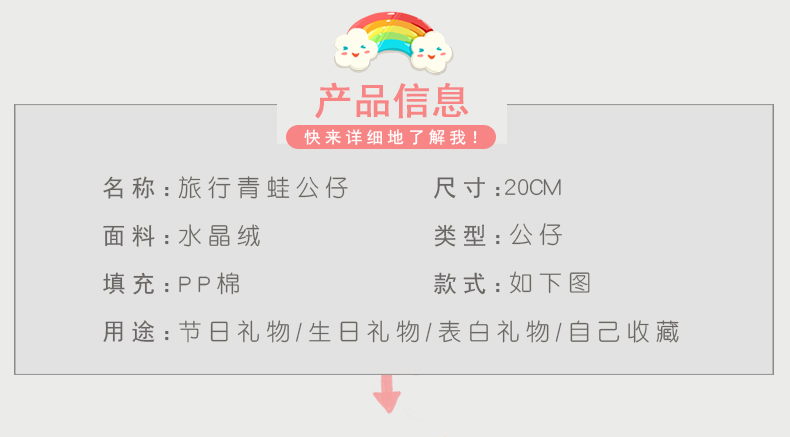 产品信息
快来详细地了解我！
名称：旅行青蛙公仔 尺寸：20CM
面料：水晶绒 类型：公仔
填充：PP棉 款式：如下图
用途：节日礼物/生日礼物/表白礼物/自己收藏